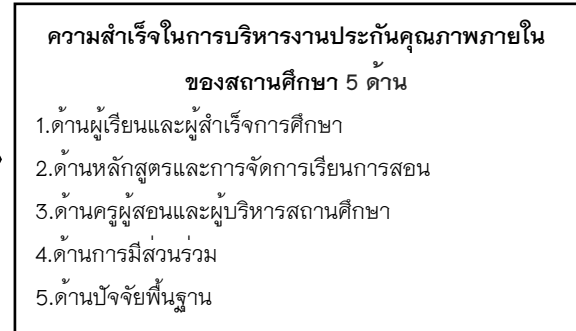 ความสำเร็จในการบริหารงานประกันคุณภาพภายใน
ของสถานศึกษา 5 ด้าน
1.ด้านผู้เรียนและผู้สำเร็จการศึกษา
2.ด้านหลักสูตรและการจัดการเรียนการสอน
3.ด้านครูผู้สอนและผู้บริหารสถานศึกษา
4.ด้านการมีส่วนร่วม
5.ด้านปัจจัยพื้นฐาน